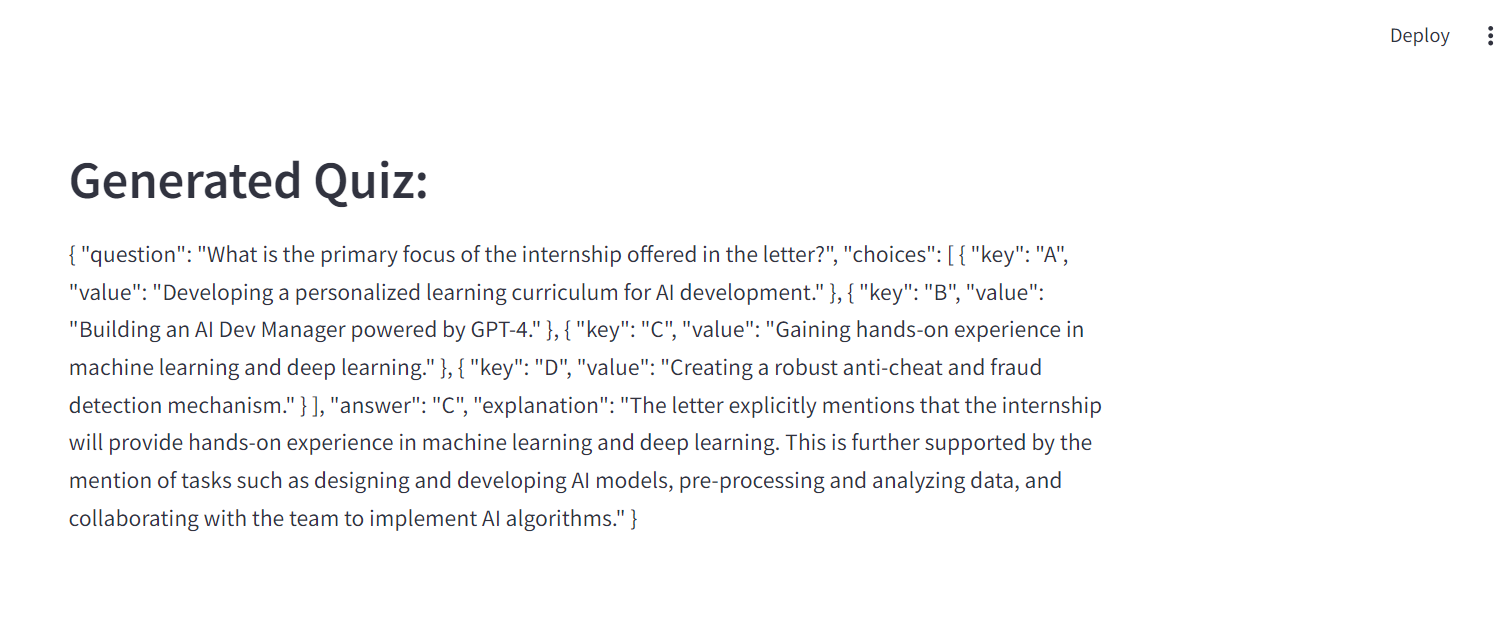 Deploy
Generated Quiz:
{ "question": "What is the primary focus of the internship offered in the letter?", "choices": [ { "key": "A",
"value": "Developing a personalized learning curriculum for AI development." }, { "key": "B", "value":
"Building an AI Dev Manager powered by GPT-4." }, { "key": "C", "value": "Gaining hands-on experience in
machine learning and deep learning." }, { "key": "D", "value": "Creating a robust anti-cheat and fraud
detection mechanism." } ], "answer": "C", "explanation": "The letter explicitly mentions that the internship
will provide hands-on experience in machine learning and deep learning. This is further supported by the
mention of tasks such as designing and developing AI models, pre-processing and analyzing data, and
collaborating with the team to implement AI algorithms." }